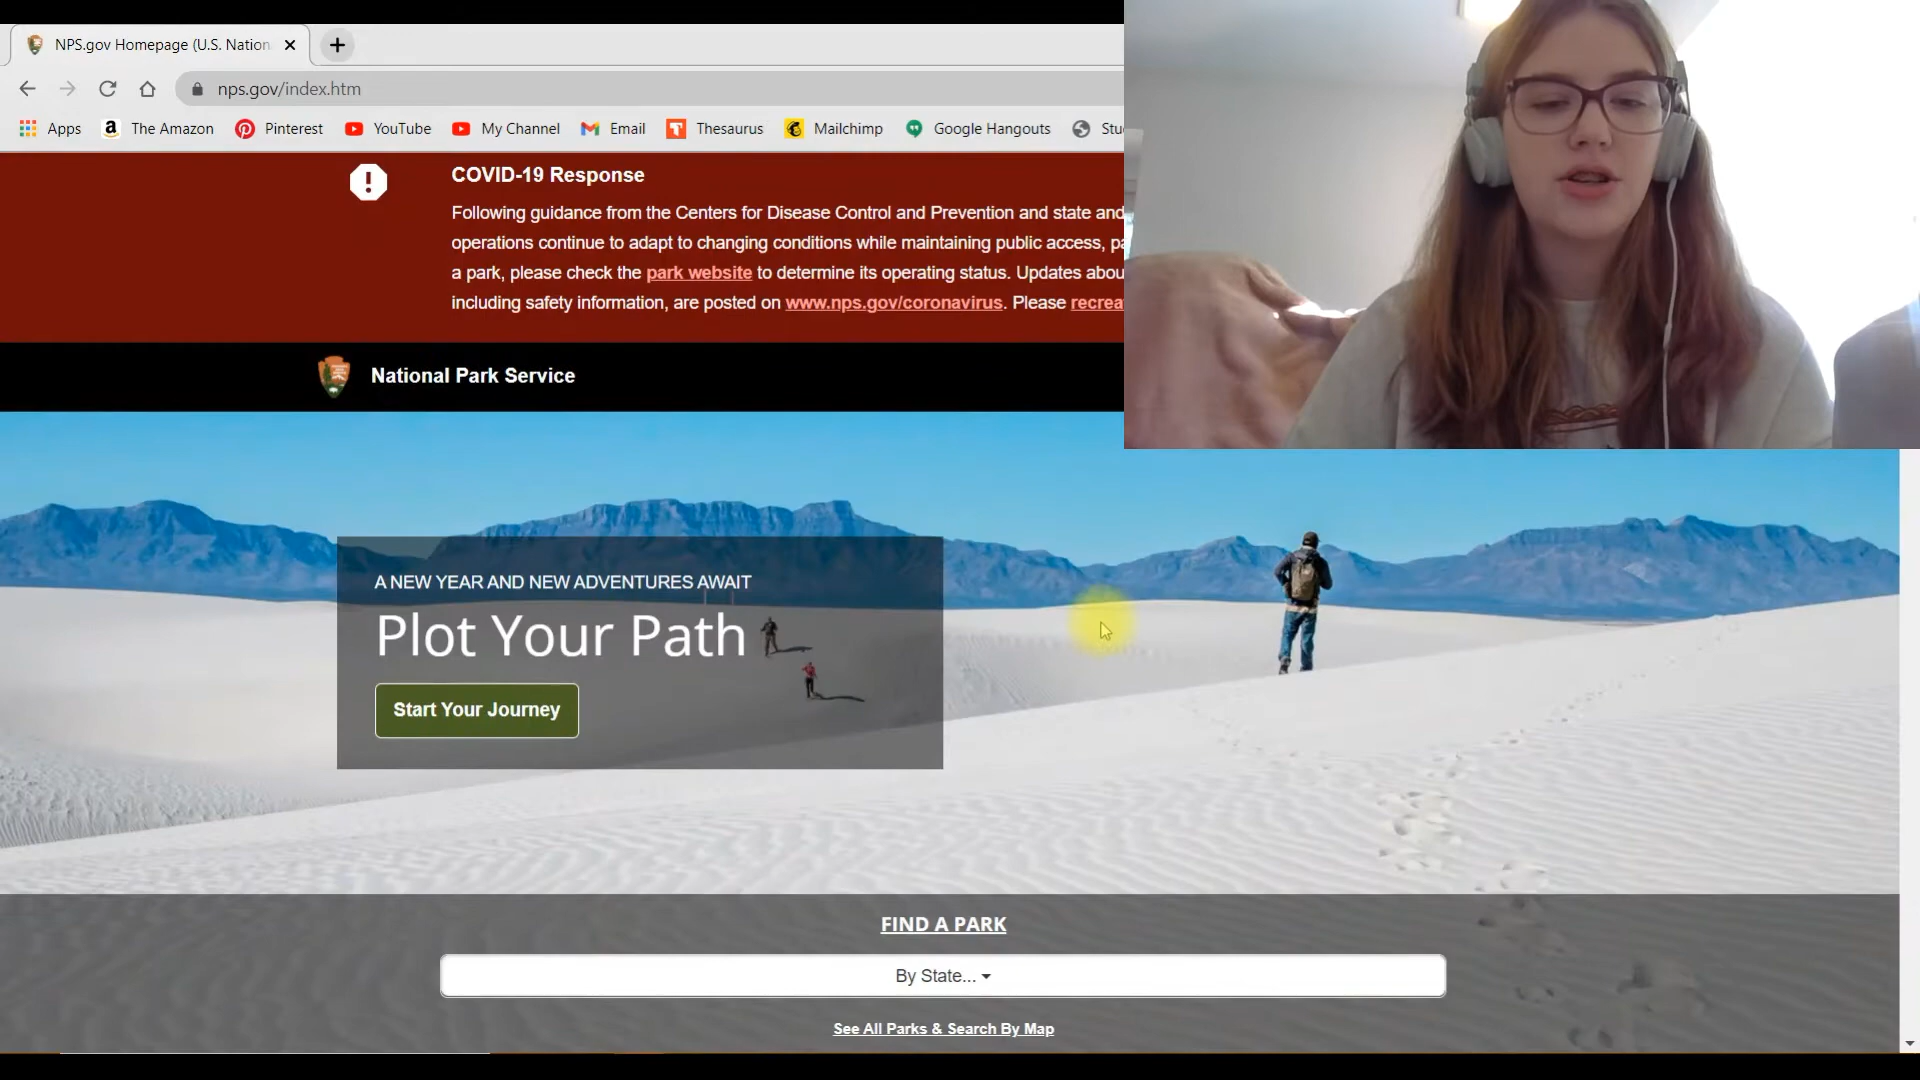 NPS.gov Homepage (U.S. Nation
nps.gov/index.htm
Apps The Amazon Pinterest YouTube My Channel Email Thesaurus Mailchimp Google Hangouts Stu
COVID-19 Response
Following guidance from the Centers for Disease Control and Prevention and state and
operations continue to adapt to changing conditions while maintaining public access, pa
a park, please check the park website to determine its operating status. Updates abou
including safety information, are posted on www.nps.gov/coronavirus. Please recrea
National Park Service
A NEW YEAR AND NEW ADVENTURES AWAIT
Plot Your Path
Start Your Journey
FIND A PARK
By State...
See All Parks & Search By Map